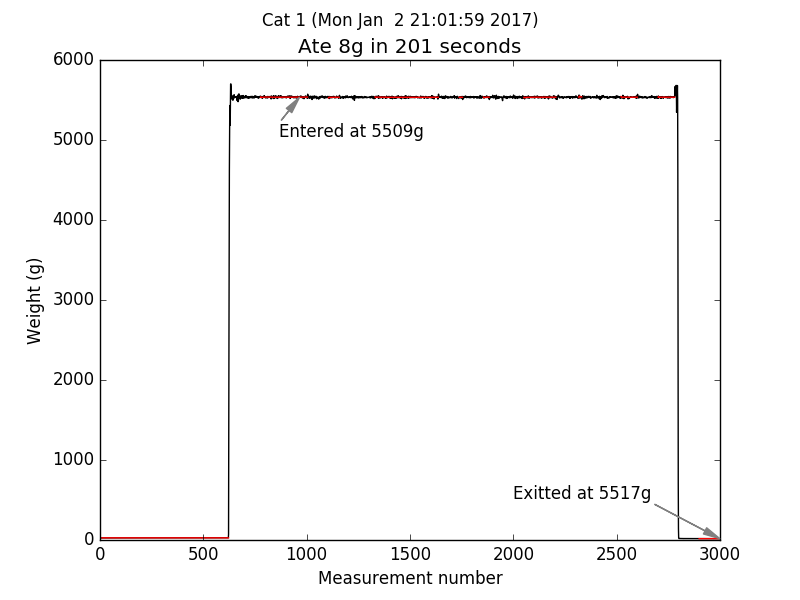 Cat 1 (Mon Jan  2 21:01:59 2017)
Ate 8g in 201 seconds
6000
5000
4000
3000
2000
1000
0
Weight (g)
Entered at 5509g
Exitted at 5517g
0
500
1000
1500
2000
2500
3000
Measurement number